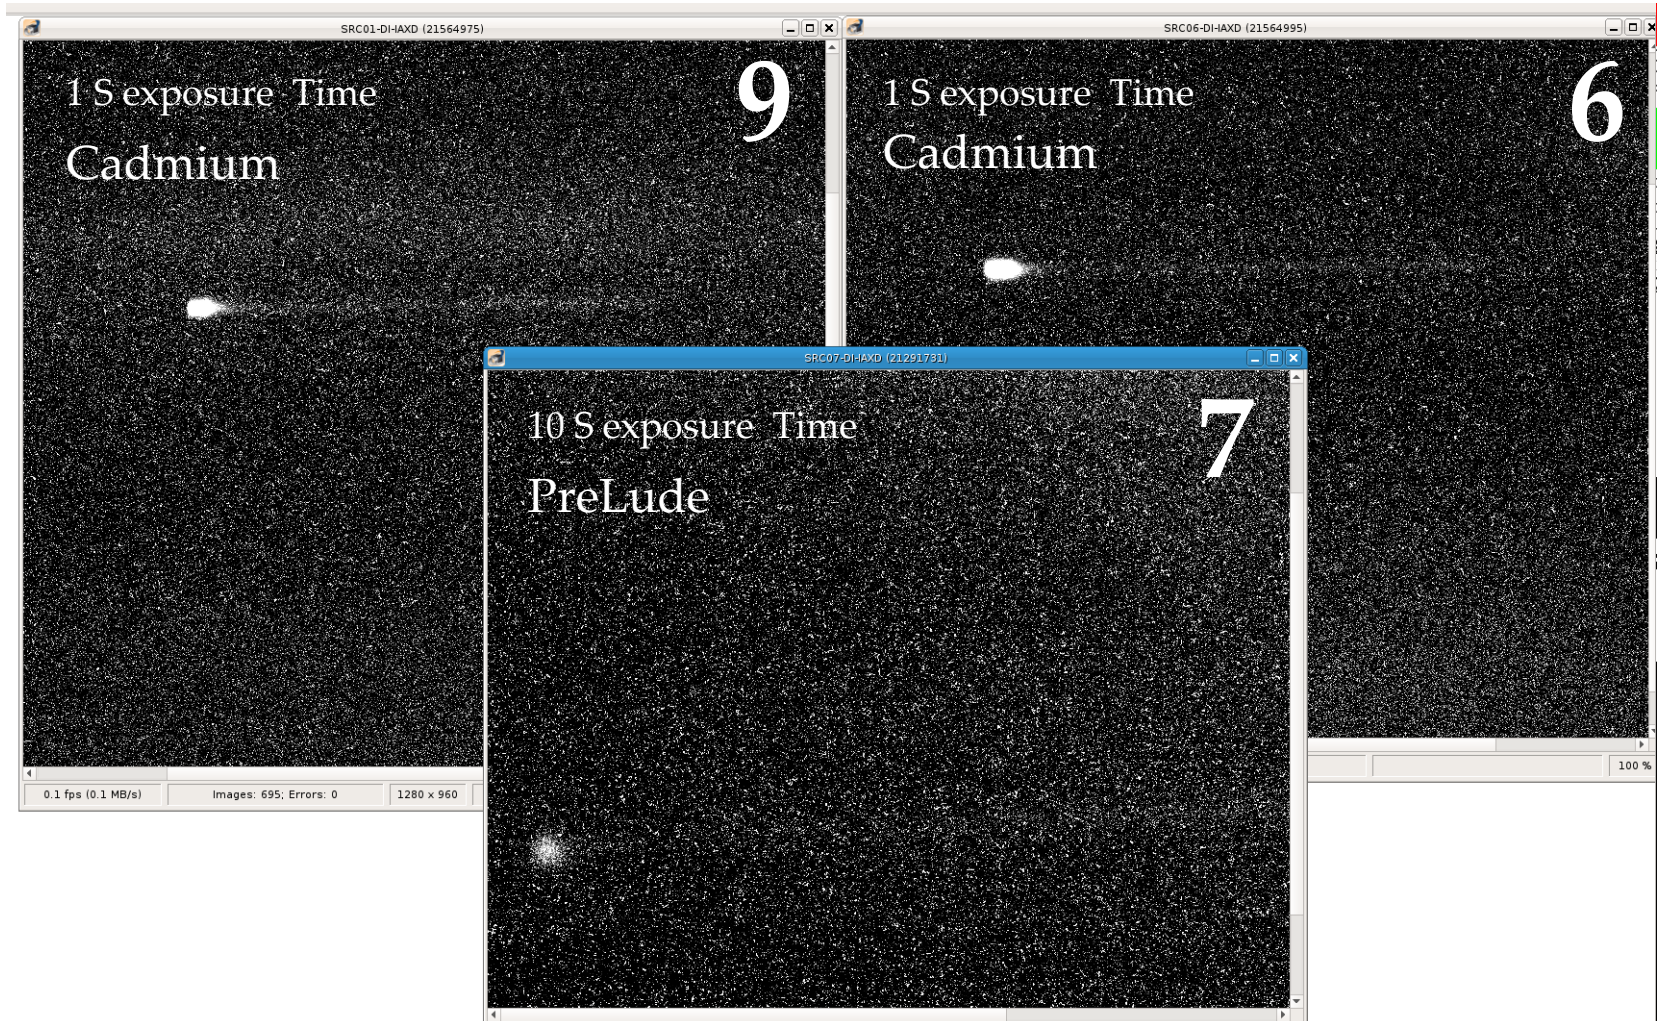 SRC01-DI-IAXD (21564975)
1 S exposure Time
9
Cadmium
0.1 fps (0.1 MB/s)
Images: 695; Errors: 0
1280 x 960
SRC06-DI-IAXD (21564995)
1 S exposure Time
6
Cadmium
100 %
SRC07-DI-IAXD (21291731)
10 S exposure Time
7
PreLude